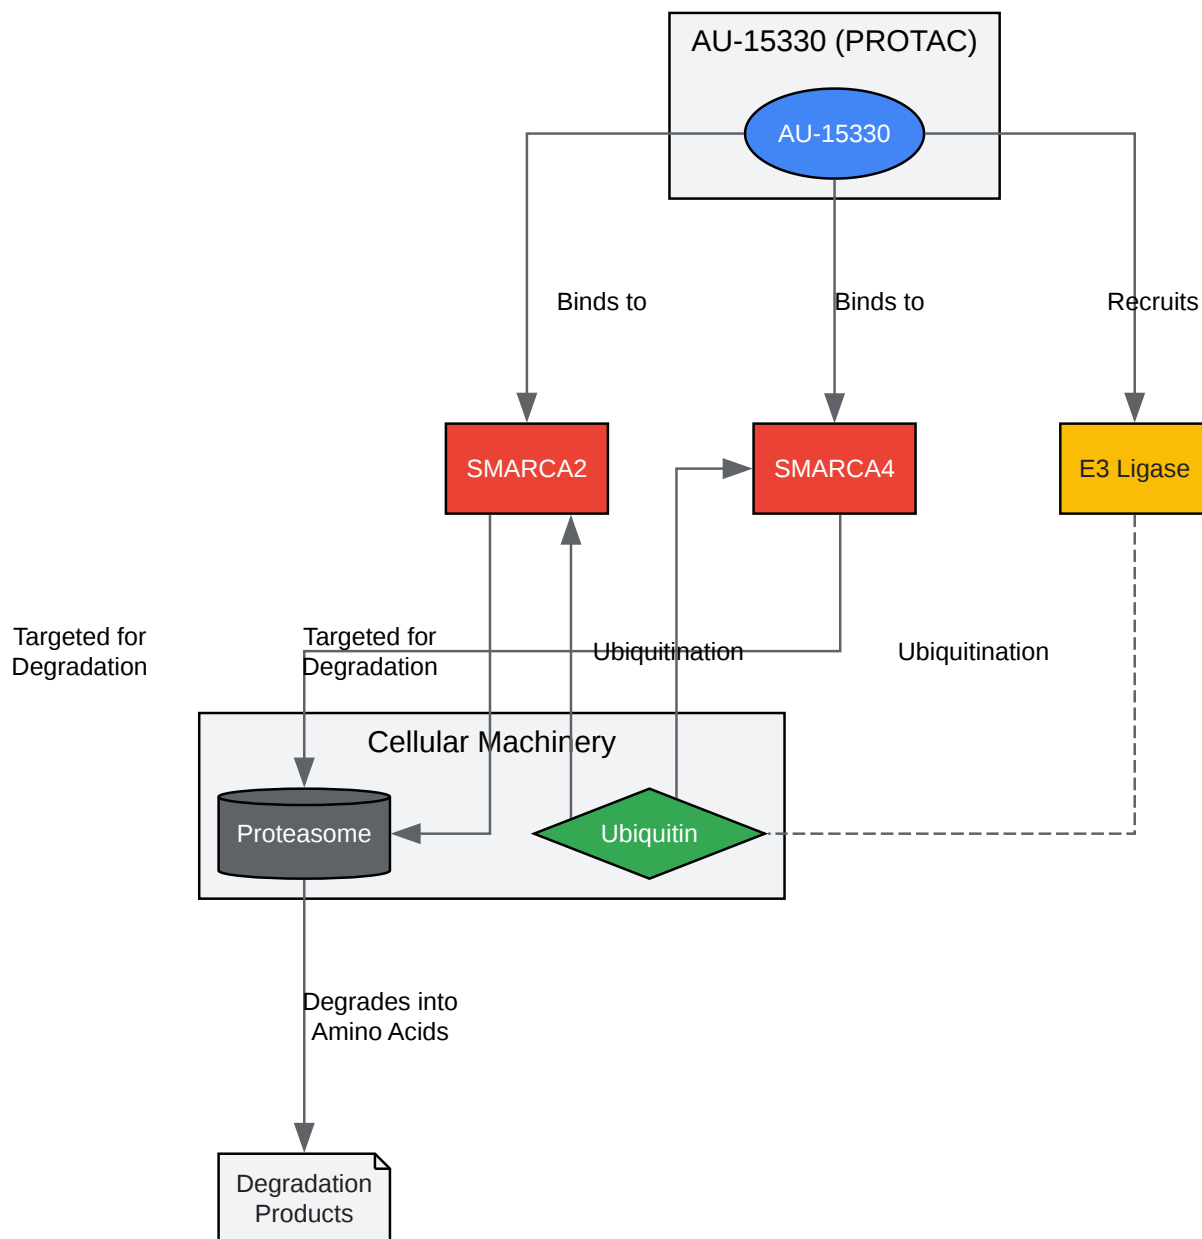 AU-15330 (PROTAC)
AU-15330
Binds to
Binds to
Recruits
SMARCA2
SMARCA4
E3 Ligase
Targeted for
Degradation
Targeted for
Degradation
Ubiquitination
Ubiquitination
Cellular Machinery
Proteasome
Ubiquitin
Degrades into
Amino Acids
Degradation
Products